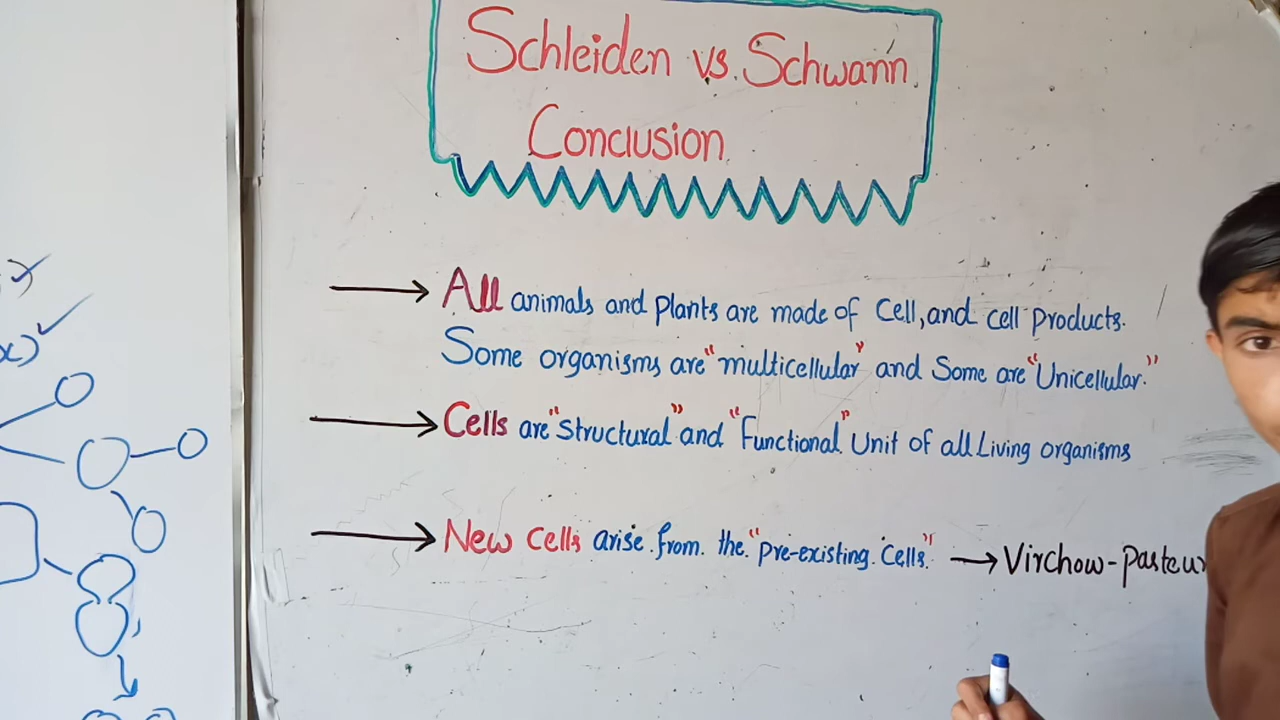 Schleiden vs. Schwann
Conclusion
→ All animals and plants are made of Cell, and cell products.
Some organisms are "multicellular" and Some are "Unicellular."
→ Cells are "Structural" and "Functional" Unit of all Living organisms
→ New Cells arise from the "pre-existing Cells." → Virchow-Pasteur